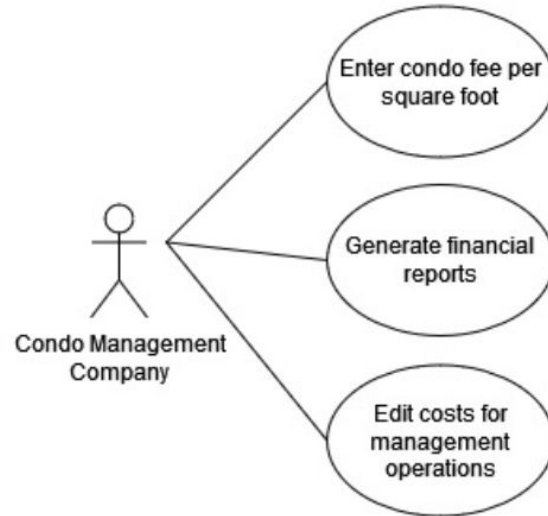 Enter condo fee per
square foot
Generate financial
reports
Condo Management
Company
Edit costs for
management
operations